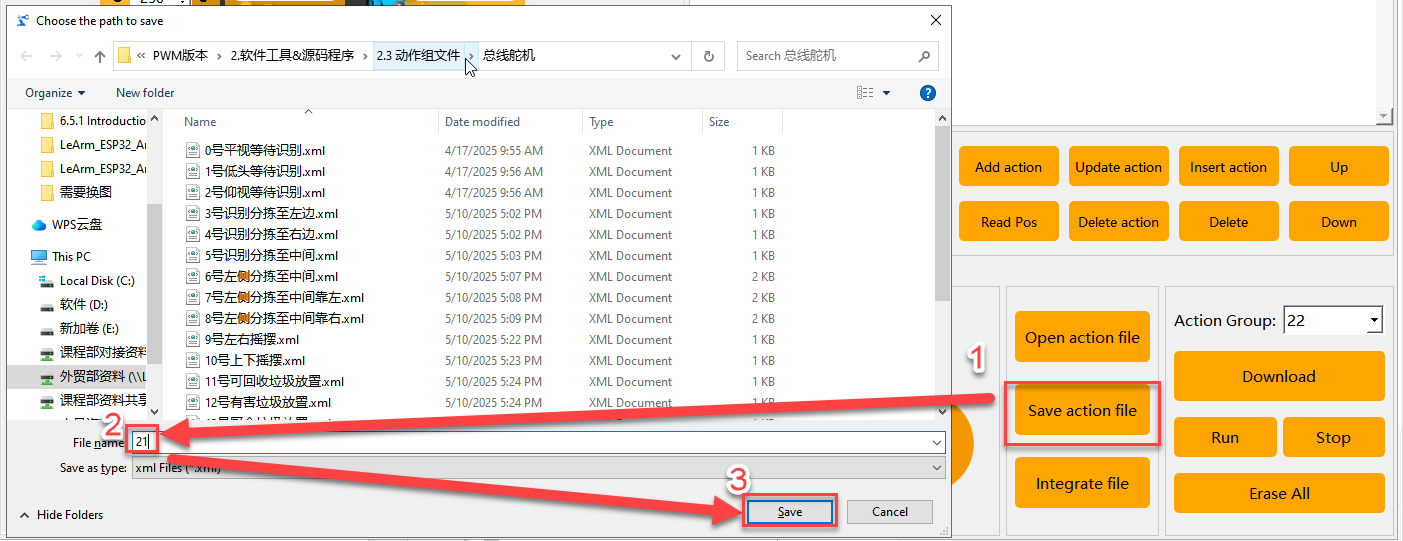 250
Choose the path to save
« PWM版本 › 2.软件工具&源码程序 › 2.3 动作组文件 › 总线舵机
Search 总线舵机
Organize
New folder
6.5.1 Introductio
LeArm_ESP32_Ar
LeArm_ESP32_Ar
需要换图
WPS云盘
This PC
Local Disk (C:)
软件 (D:)
新加卷 (E:)
课程部对接资料
外贸部资料 (\\L
课程部资料共享
Name Date modified Type Size
0号平视等待识别.xml 4/17/2025 9:55 AM XML Document 1 KB
1号低头等待识别.xml 4/17/2025 9:56 AM XML Document 1 KB
2号仰视等待识别.xml 4/17/2025 9:56 AM XML Document 1 KB
3号识别分拣至左边.xml 5/10/2025 5:02 PM XML Document 1 KB
4号识别分拣至右边.xml 5/10/2025 5:02 PM XML Document 1 KB
5号识别分拣至中间.xml 5/10/2025 5:03 PM XML Document 1 KB
6号左侧分拣至中间.xml 5/10/2025 5:07 PM XML Document 2 KB
7号左侧分拣至中间靠左.xml 5/10/2025 5:08 PM XML Document 2 KB
8号左侧分拣至中间靠右.xml 5/10/2025 5:09 PM XML Document 2 KB
9号左右摇摆.xml 5/10/2025 5:22 PM XML Document 1 KB
10号上下摇摆.xml 5/10/2025 5:23 PM XML Document 1 KB
11号可回收垃圾放置.xml 5/10/2025 5:24 PM XML Document 1 KB
12号有害垃圾放置.xml 5/10/2025 5:24 PM XML Document 1 KB
2
File name: 21
Save as type: xml Files (*.xml)
3
Hide Folders
Save
Cancel
Add action
Update action
Insert action
Up
Read Pos
Delete action
Delete
Down
1
Open action file
Save action file
Integrate file
Action Group: 22
Download
Run
Stop
Erase All